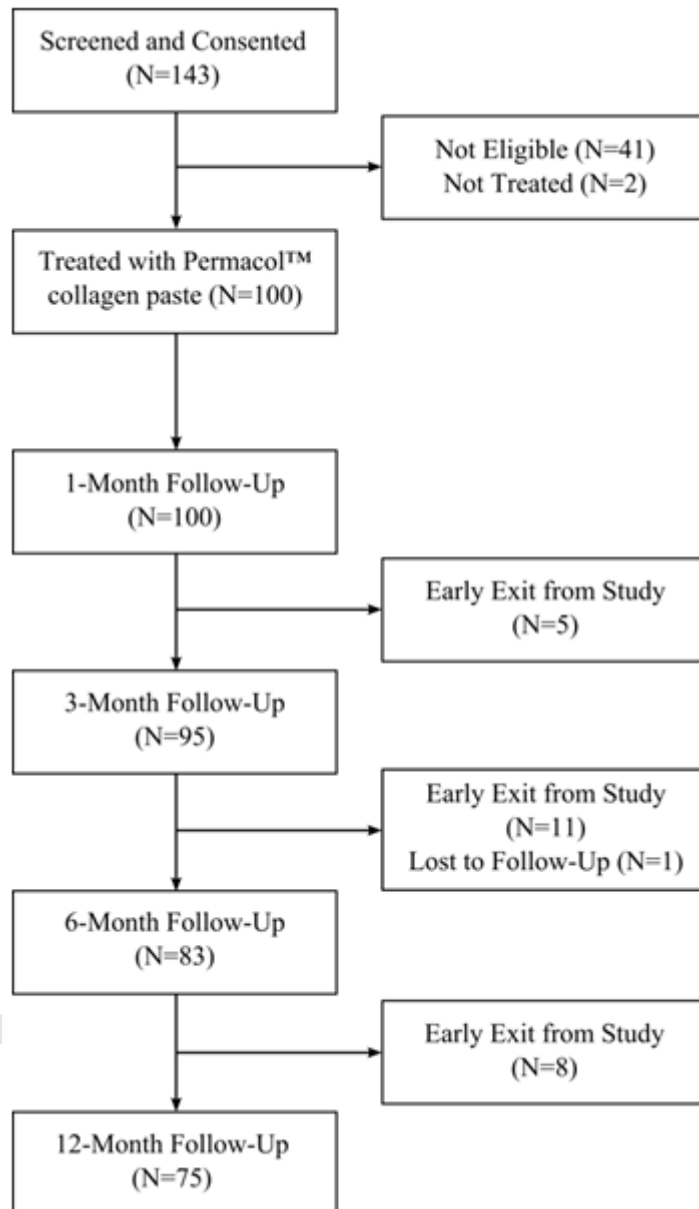 Screened and Consented
(N=143)
Not Eligible (N=41)
Not Treated (N=2)
Treated with Permacol™
collagen paste (N=100)
1-Month Follow-Up
(N=100)
Early Exit from Study
(N=5)
3-Month Follow-Up
(N=95)
Early Exit from Study
(N=11)
Lost to Follow-Up (N=1)
6-Month Follow-Up
(N=83)
Early Exit from Study
(N=8)
12-Month Follow-Up
(N=75)